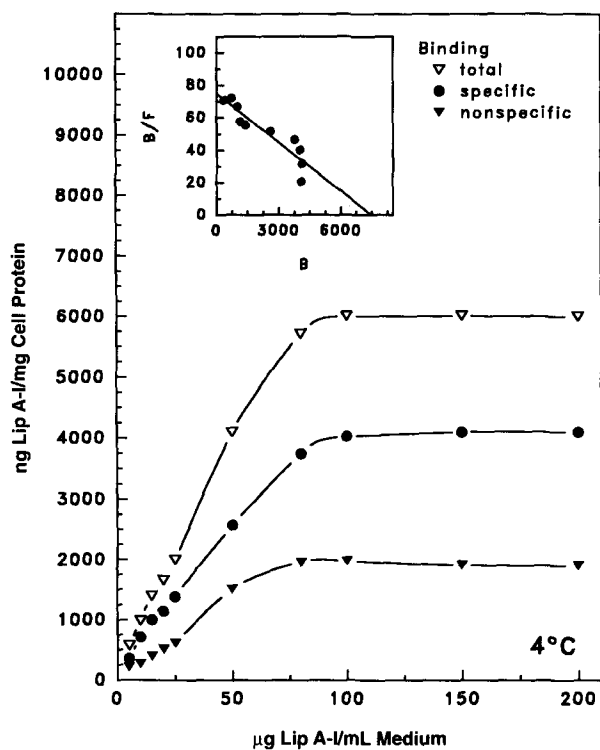 Binding
▽ total
● specific
▼ nonspecific
100
80
60
40
20
0
B/F
0 3000 6000
B
10000
9000
8000
7000
6000
5000
4000
3000
2000
1000
0
ng Lip A-I/mg Cell Protein
4°C
0 50 100 150 200
µg Lip A-I/mL Medium